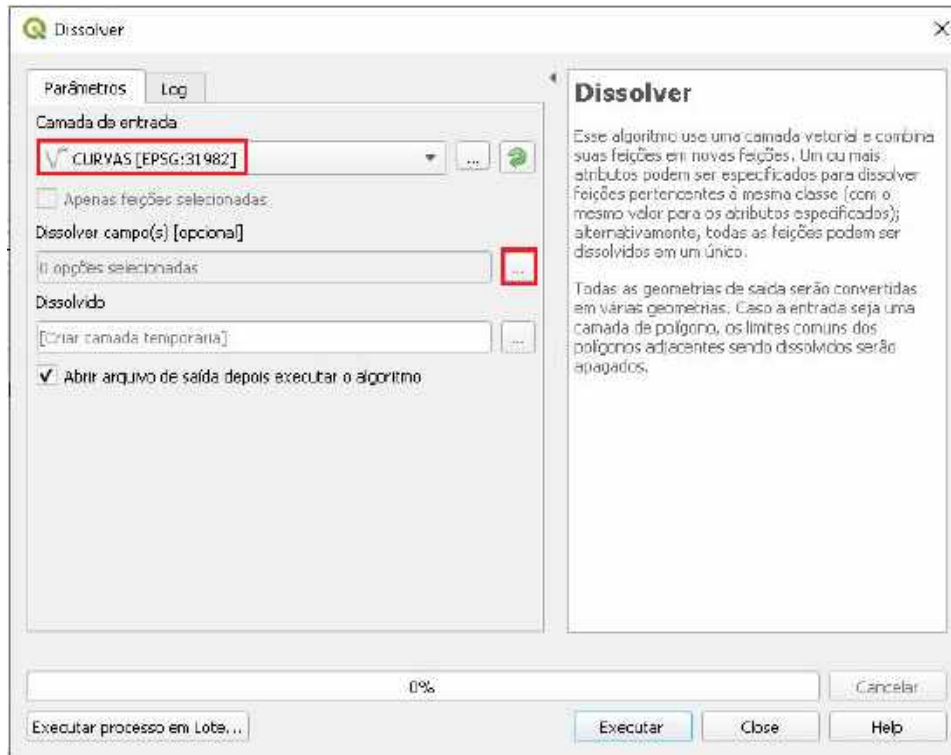 Dissolver
Parâmetros
Log
Camada de entrada
CURVAS [EPSG:31982]
...
Apenas feições selecionadas
Dissolver campo(s) [opcional]
0 opções selecionadas
...
Dissolvido
[Criar camada temporária]
...
Abrir arquivo de saída depois executar o algoritmo
Dissolver
Esse algoritmo usa uma camada vetorial e combina
suas feições em novas feições. Um ou mais
atributos podem ser especificados para dissolver
feições pertencentes à mesma classe (com o
mesmo valor para os atributos especificados);
alternativamente, todas as feições podem ser
dissolvidos em um único.
Todas as geometrias de saída serão convertidas
em várias geometrias. Caso a entrada seja uma
camada de polígono, os limites comuns dos
polígonos adjacentes sendo dissolvidos serão
apagados.
0%
Cancelar
Executar processo em Lote...
Executar
Close
Help